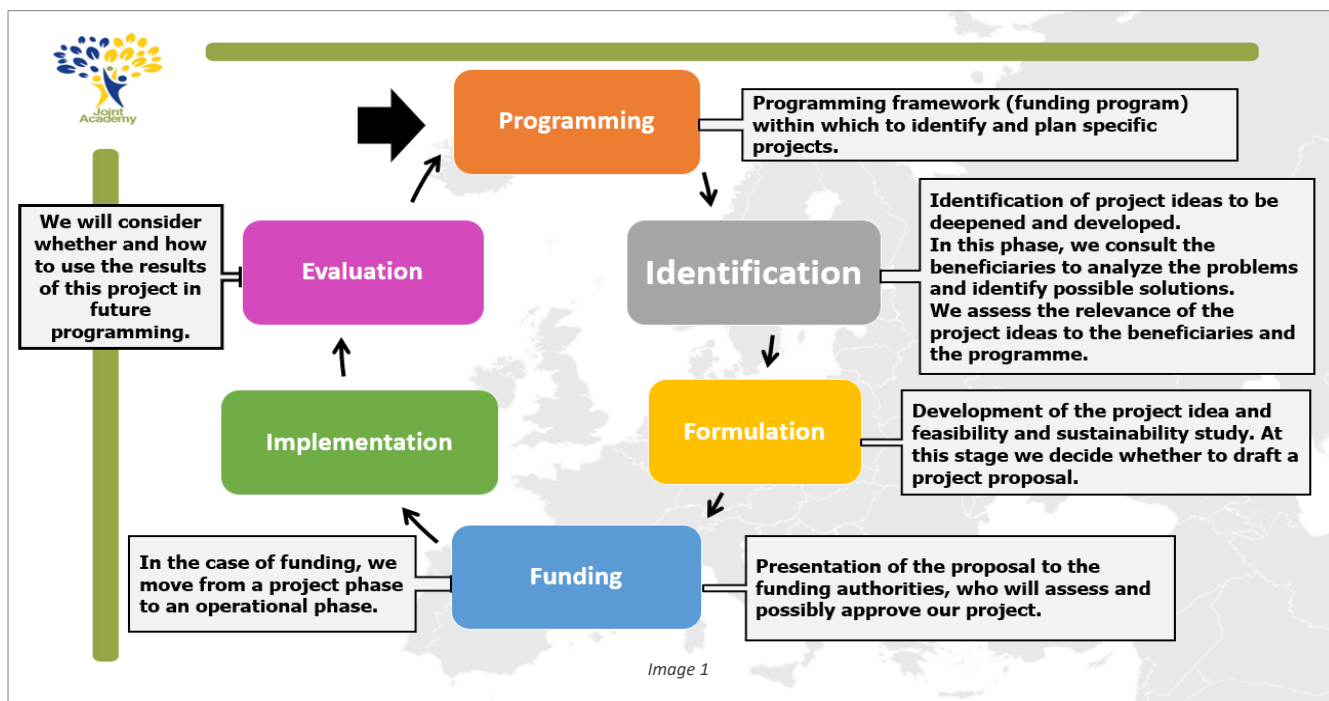 Joint
Academy
Programming
Programming framework (funding program)
within which to identify and plan specific
projects.
Identification
Identification of project ideas to be
deepened and developed.
In this phase, we consult the
beneficiaries to analyze the problems
and identify possible solutions.
We assess the relevance of the
project ideas to the beneficiaries and
the programme.
Formulation
Development of the project idea and
feasibility and sustainability study. At
this stage we decide whether to draft a
project proposal.
Funding
Presentation of the proposal to the
funding authorities, who will assess and
possibly approve our project.
In the case of funding, we
move from a project phase
to an operational phase.
Implementation
Evaluation
We will consider
whether and how
to use the results
of this project in
future
programming.
Image 1